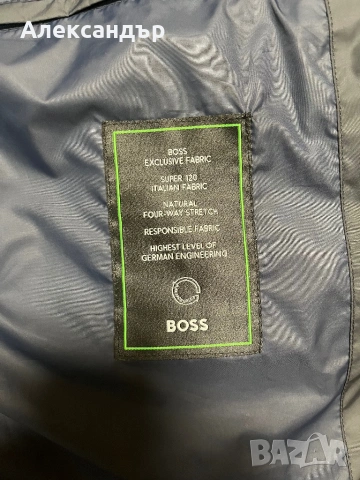 Александър
BOSS
EXCLUSIVE FABRIC
SUPER 120
ITALIAN FABRIC
NATURAL
FOUR-WAY STRETCH
RESPONSIBLE FABRIC
HIGHEST LEVEL OF
GERMAN ENGINEERING
BOSS
BAZAR